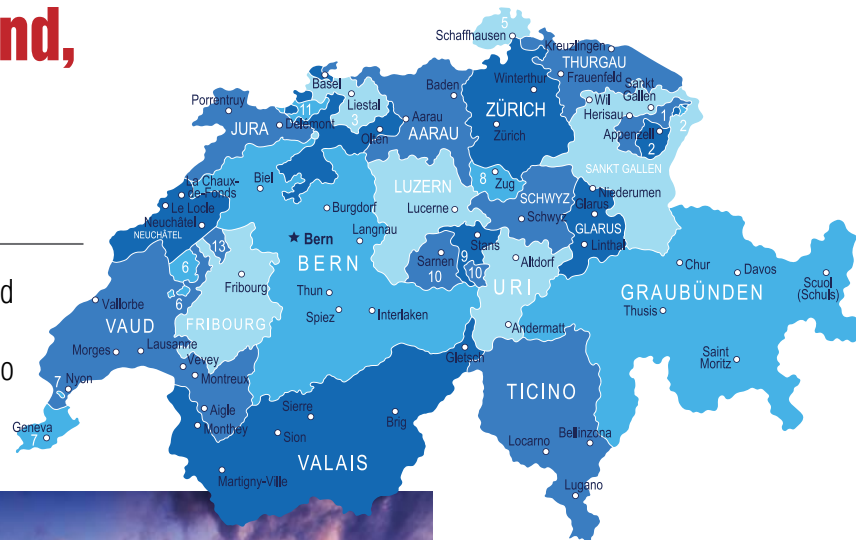 nd,
d
o
5
Schaffhausen
Kreuzlingen
THURGAU
Frauenfeld
Winterthur
Basel
Baden
Sankt
Gallen
Wil
Herisau
Porrentruy
11
Liestal
3
ZÜRICH
Zürich
Aarau
AARAU
1
2
Appenzell
2
JURA
Délemont
Olten
SANKT GALLEN
La Chaux-
de-Fonds
Biel
LUZERN
8
Zug
Niederurnen
Le Locle
Neuchâtel
NEUCHÂTEL
Burgdorf
Lucerne
SCHWYZ
Schwyz
Glarus
GLARUS
Linthal
Bern
Langnau
13
BERN
Stans
9
Sarnen
10
10
Altdorf
6
Fribourg
URI
Chur
Davos
Scuol
(Schuls)
6
Thun
GRAUBÜNDEN
Vallorbe
Spiez
Interlaken
Thusis
VAUD
FRIBOURG
Andermatt
Morges
Lausanne
Gletsch
Saint
Moritz
Vevey
Montreux
7
Nyon
TICINO
Aigle
Sierre
Brig
Geneva
7
Monthey
Sion
Bellinzona
Locarno
VALAIS
Martigny-Ville
Lugano